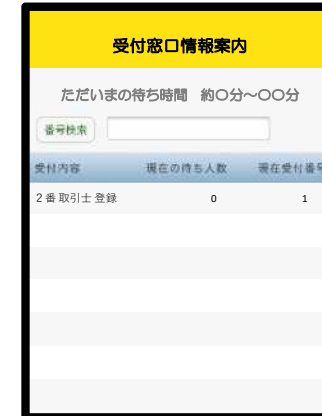 受付窓口情報案内
ただいまの待ち時間 約〇分～〇〇分
番号検索
受付内容 現在の待ち人数 現在受付番号
2番取引士登録 0 1